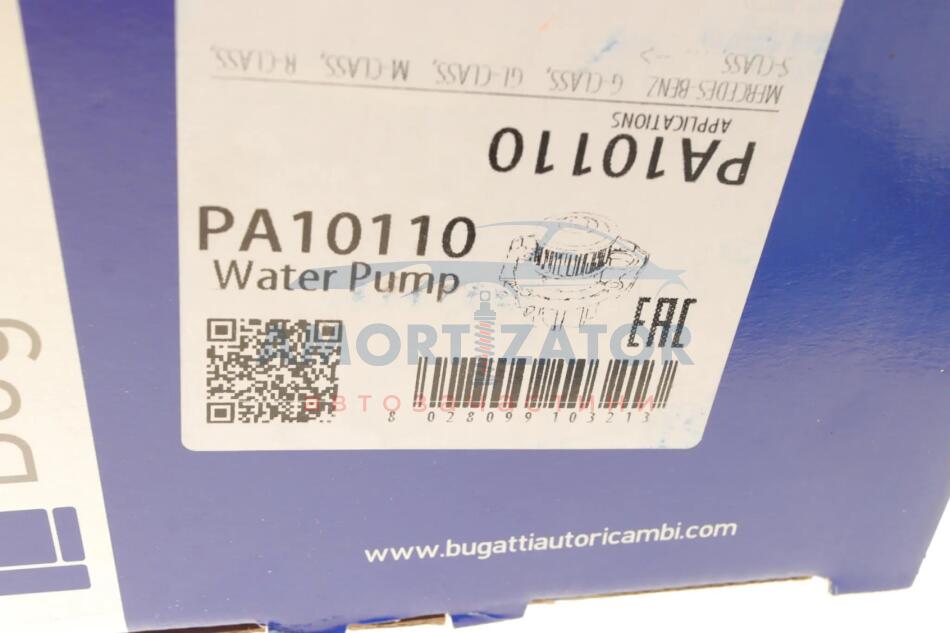 S-CLASS, ... -->
MERCEDES-BENZ G-CLASS, GL-CLASS, M-CLASS, R-CLASS,
APPLICATIONS
PA10110
PA10110
Water Pump
EAC
AMORTIZATOR
автозапчастини
8 028099 103213
www.bugattiautoricambi.com